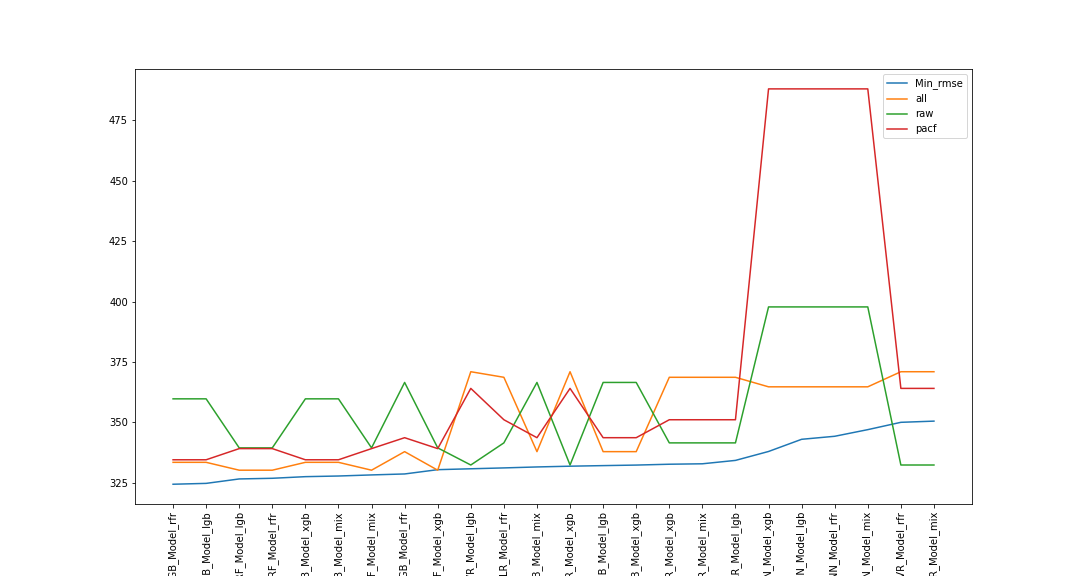 Min_rmse
all
raw
pacf
475
450
425
400
375
350
325
GB_Model_rfr
B_Model_lgb
RF_Model_lgb
RF_Model_rfr
B_Model_xgb
B_Model_mix
F_Model_mix
GB_Model_rfr
F_Model_xgb
R_Model_lgb
LR_Model_rfr
B_Model_mix
R_Model_xgb
B_Model_lgb
B_Model_xgb
R_Model_xgb
R_Model_mix
R_Model_lgb
N_Model_xgb
N_Model_lgb
NN_Model_rfr
N_Model_mix
VR_Model_rfr
R_Model_mix